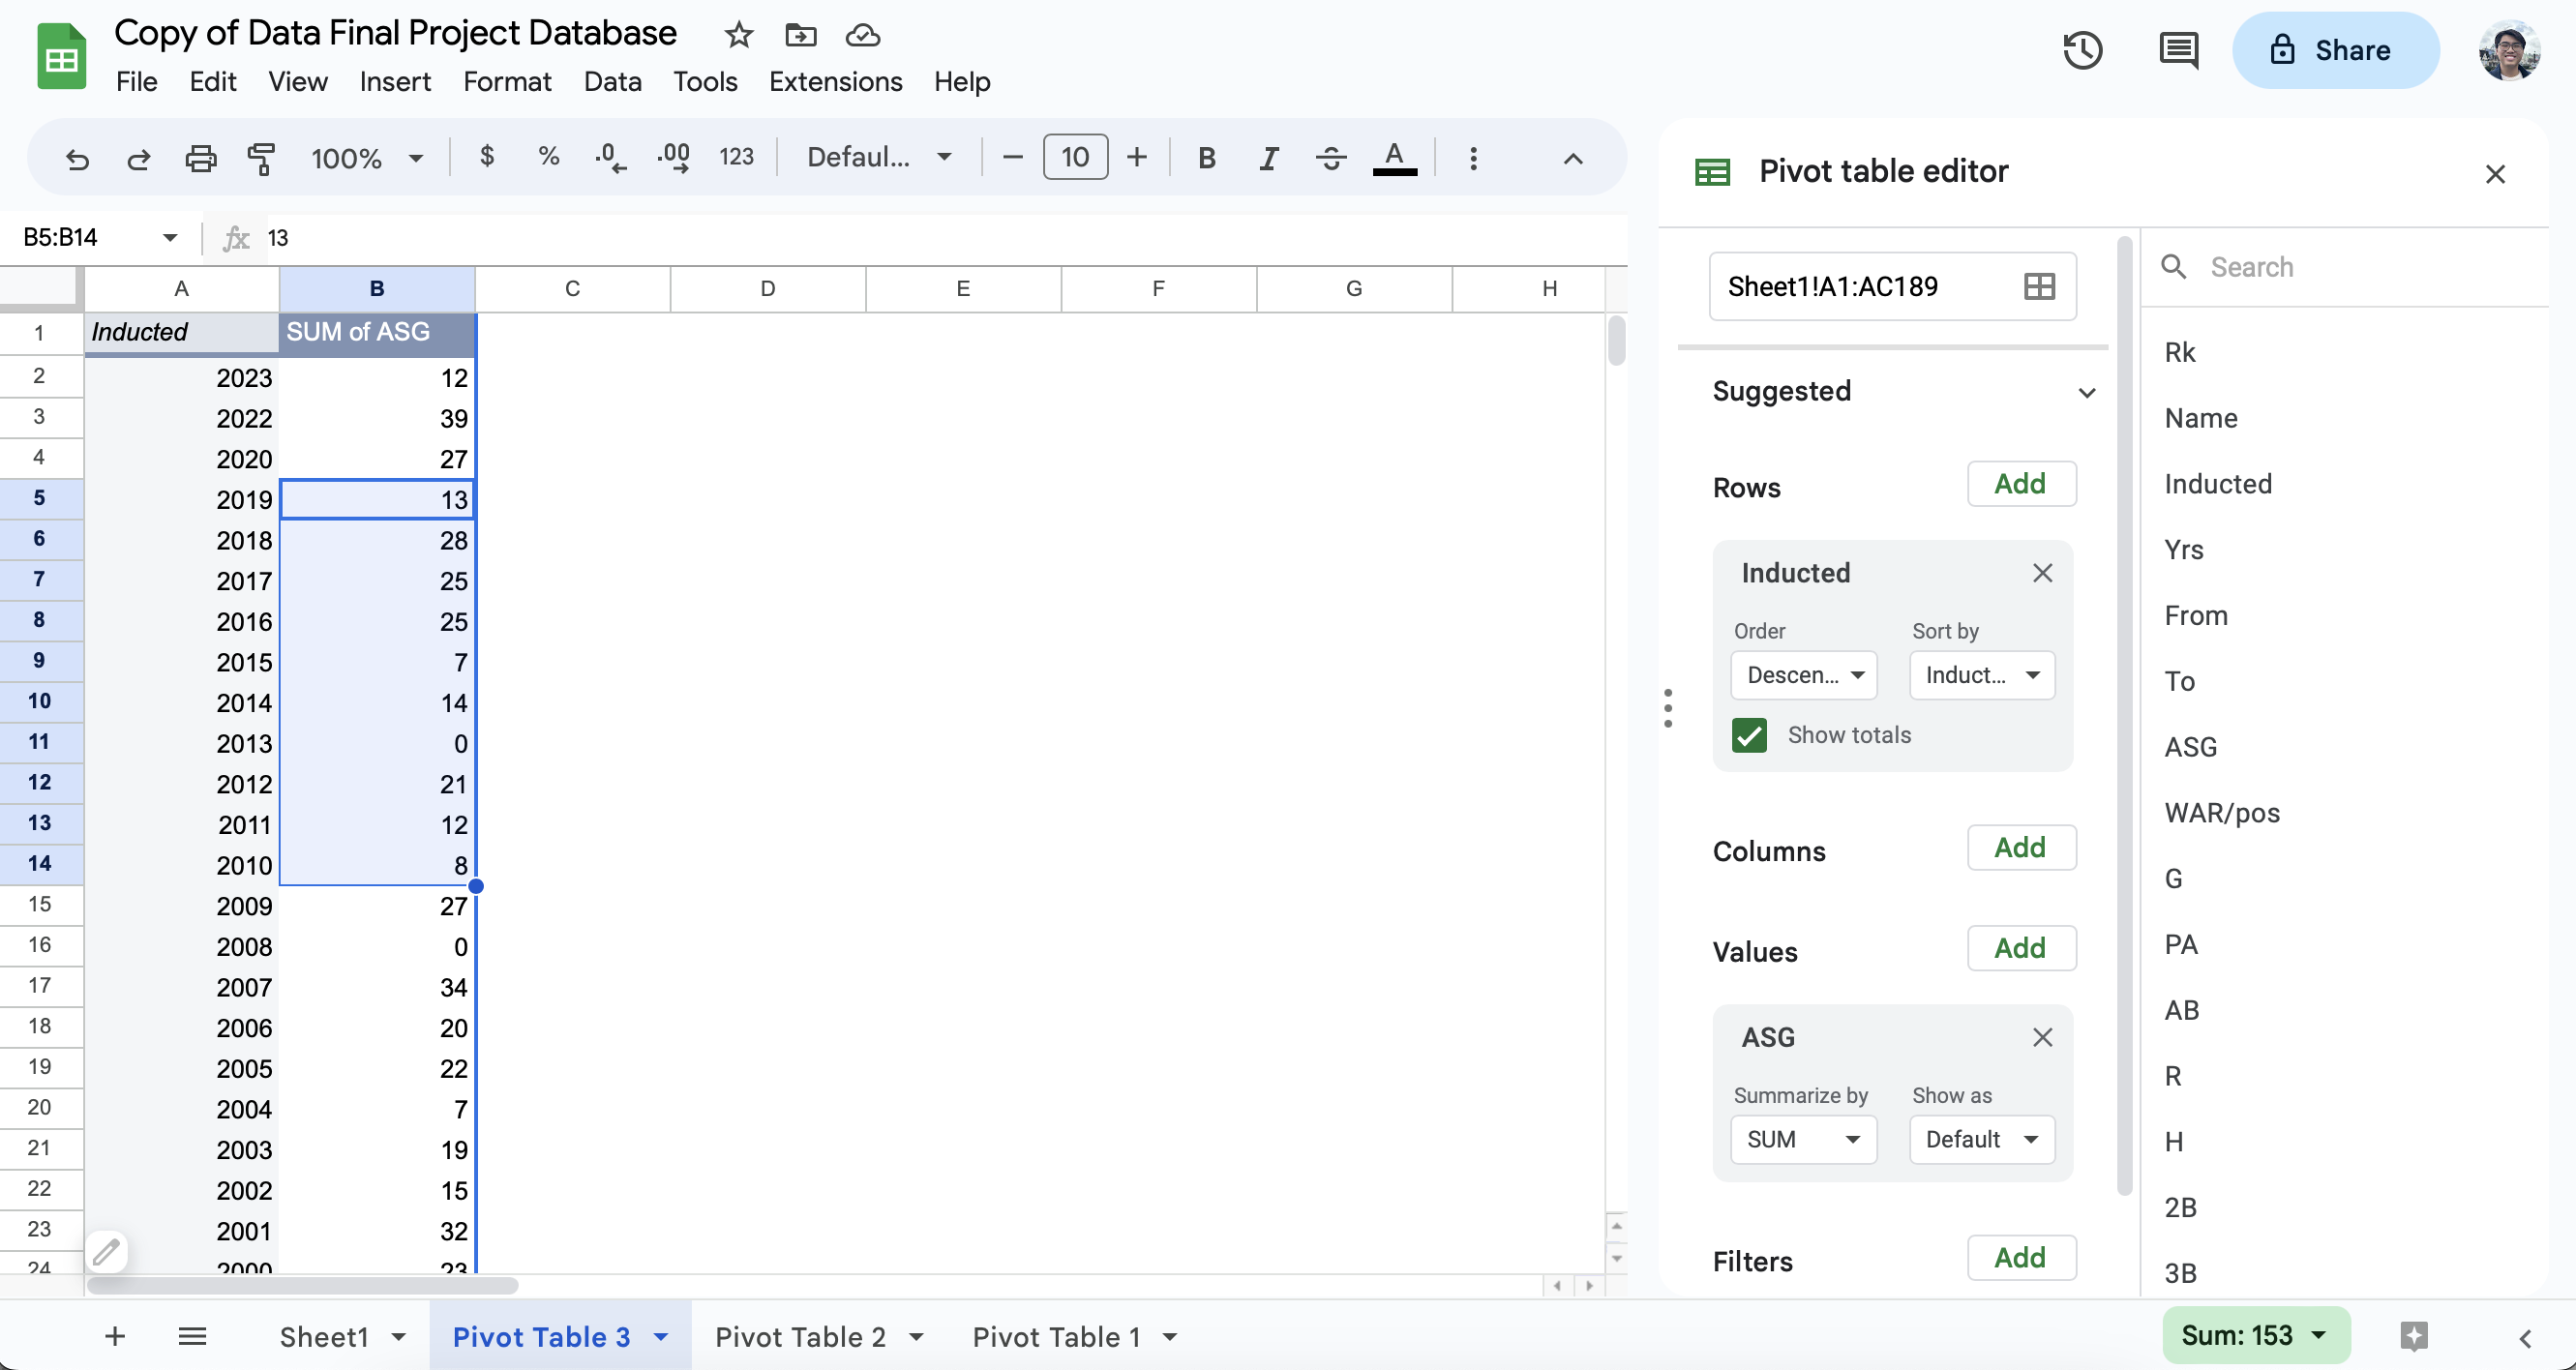 Copy of Data Final Project Database
File Edit View Insert Format Data Tools Extensions Help
Share
100% $ % .0 .00 123 Defaul... 10 B I S A
Pivot table editor
B5:B14 fx 13
Sheet1!A1:AC189
Search
A B C D E F G H
1 Inducted SUM of ASG
2 2023 12
3 2022 39
4 2020 27
5 2019 13
6 2018 28
7 2017 25
8 2016 25
9 2015 7
10 2014 14
11 2013 0
12 2012 21
13 2011 12
14 2010 8
15 2009 27
16 2008 0
17 2007 34
18 2006 20
19 2005 22
20 2004 7
21 2003 19
22 2002 15
23 2001 32
24 2000 23
Suggested
Rows Add
Inducted
Order Sort by
Descen... Induct...
Show totals
Columns Add
Values Add
ASG
Summarize by Show as
SUM Default
Filters Add
Rk
Name
Inducted
Yrs
From
To
ASG
WAR/pos
G
PA
AB
R
H
2B
3B
Sheet1 Pivot Table 3 Pivot Table 2 Pivot Table 1
Sum: 153